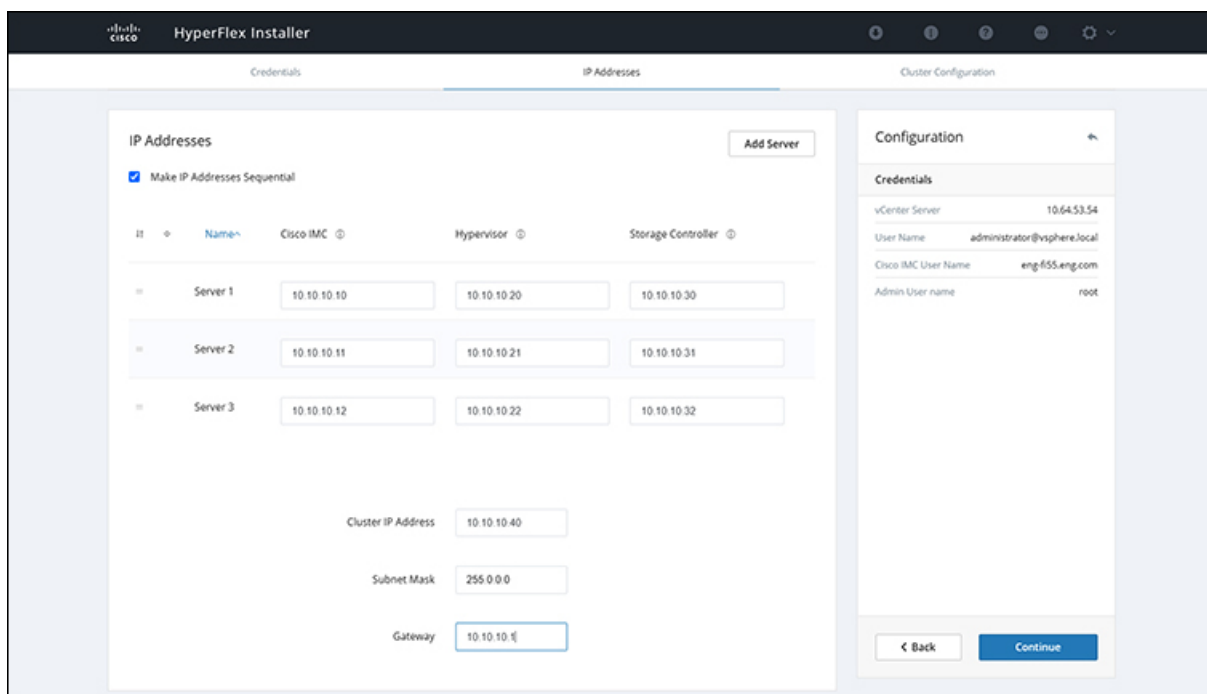 cisco HyperFlex Installer
Credentials IP Addresses Cluster Configuration
IP Addresses Add Server
Make IP Addresses Sequential
Name Cisco IMC Hypervisor Storage Controller
Server 1 10.10.10.10 10.10.10.20 10.10.10.30
Server 2 10.10.10.11 10.10.10.21 10.10.10.31
Server 3 10.10.10.12 10.10.10.22 10.10.10.32
Cluster IP Address 10.10.10.40
Subnet Mask 255.0.0.0
Gateway 10.10.10.1
Configuration
Credentials
vCenter Server 10.64.53.54
User Name administrator@vsphere.local
Cisco IMC User Name eng-fi55.eng.com
Admin User name root
< Back Continue